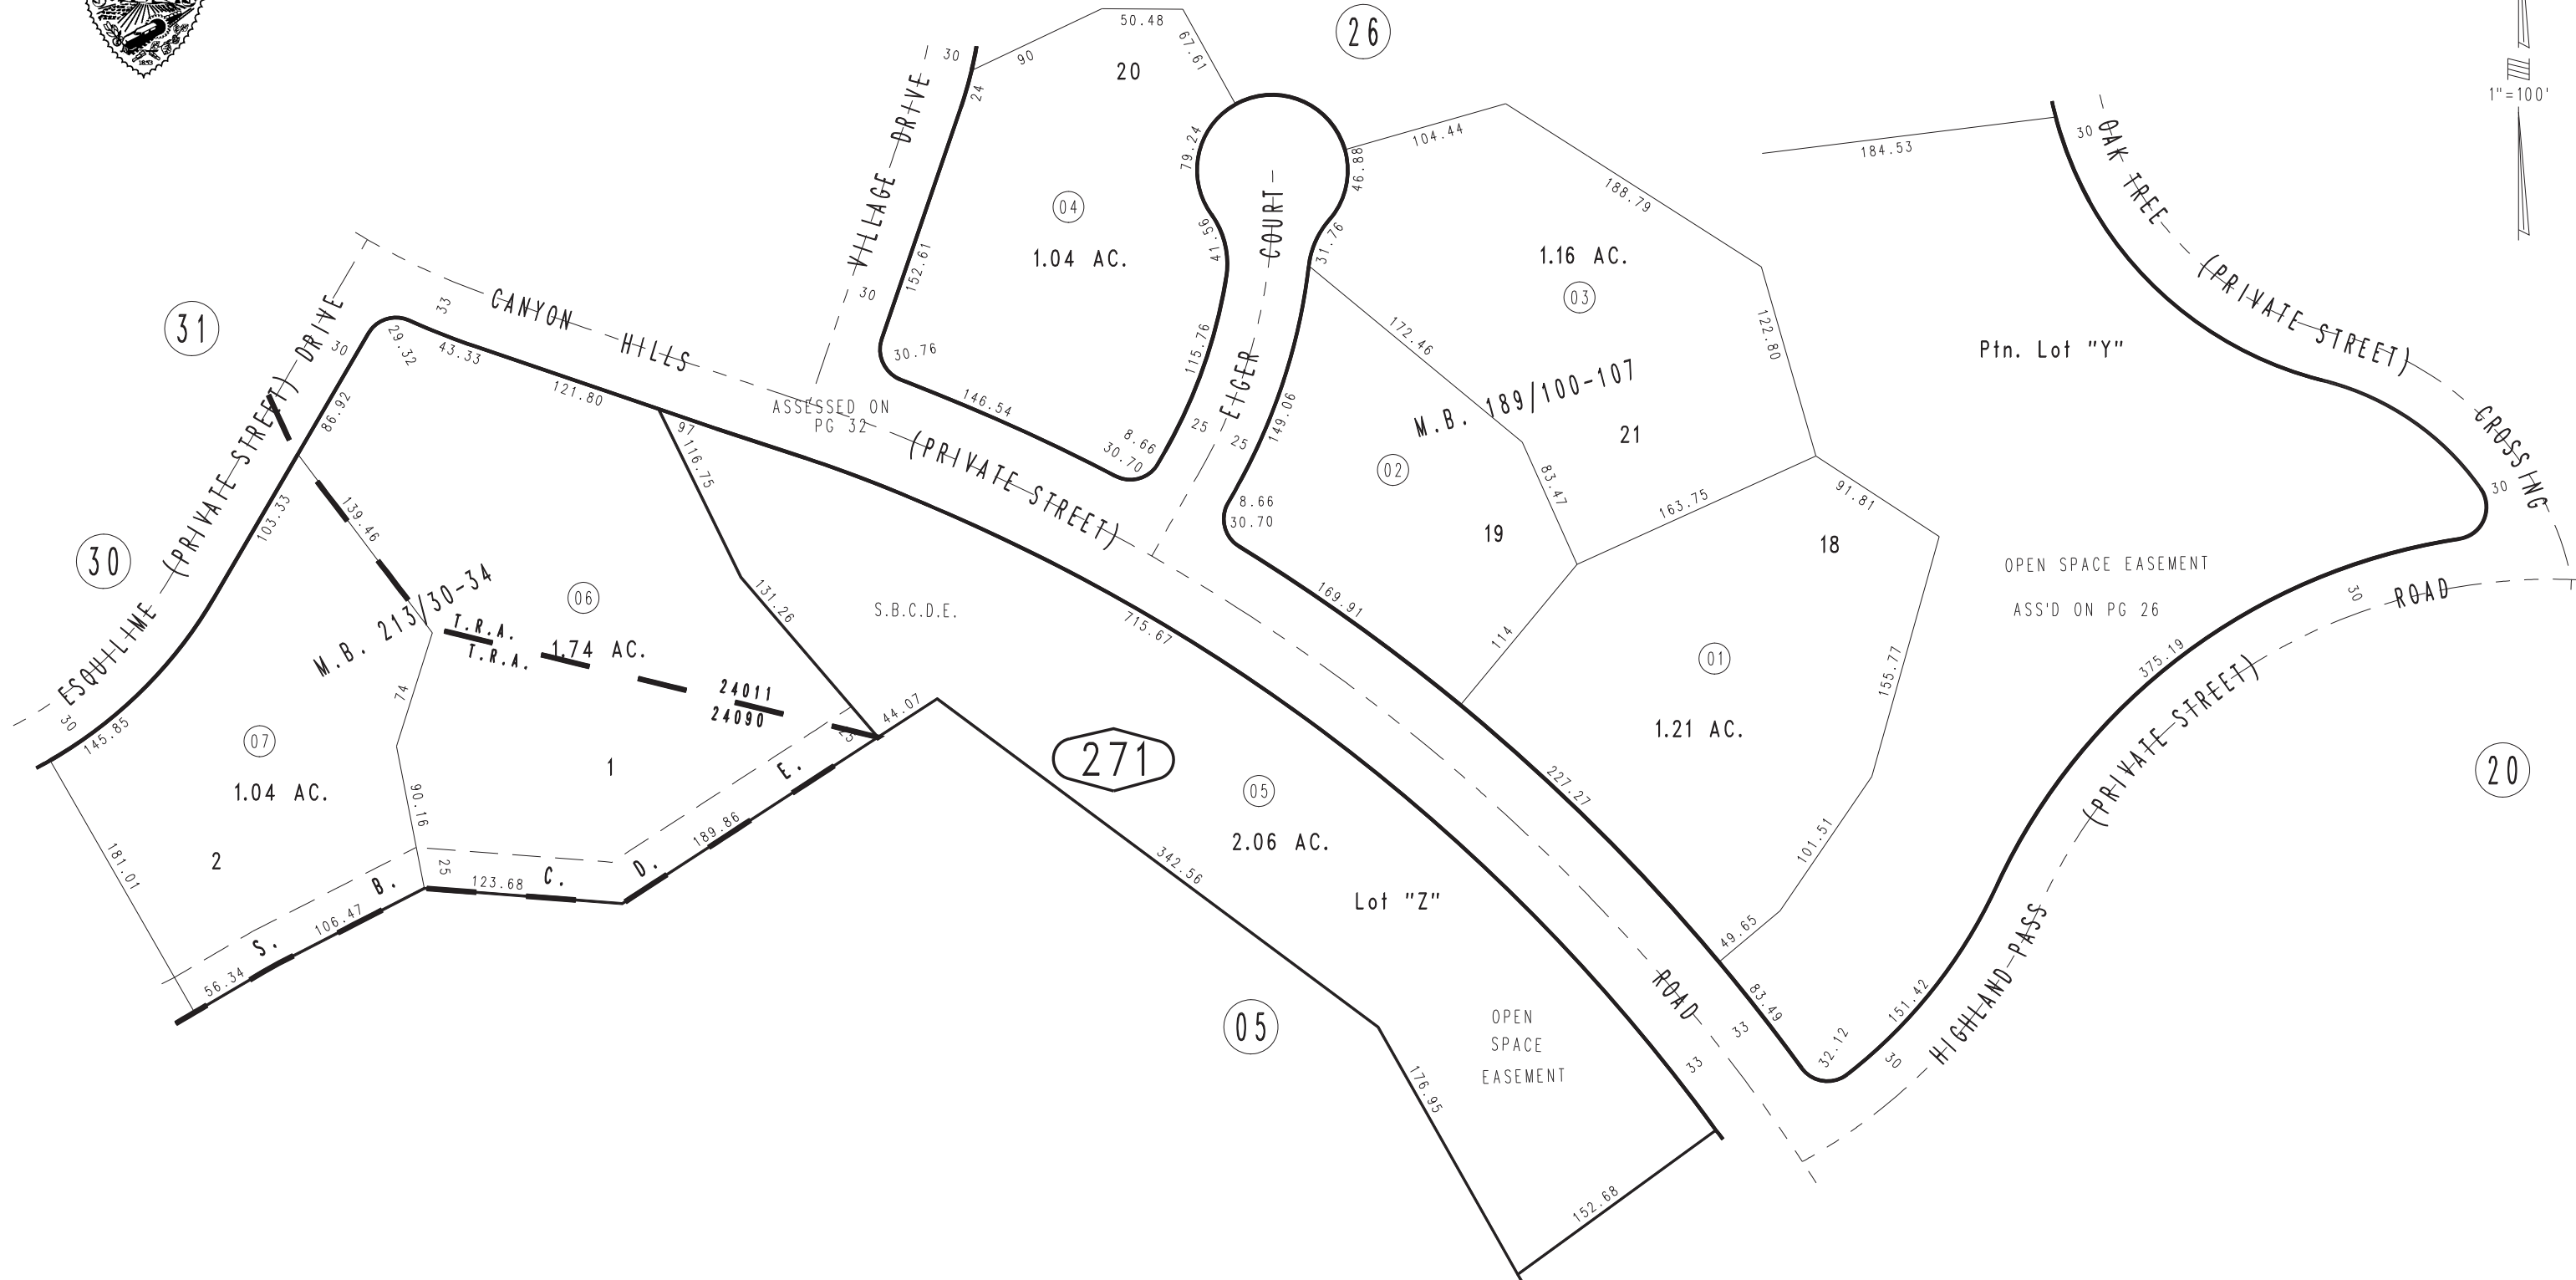 1853
26
1"=100'
50.48
67.61
90
20
30
24
VILLAGE DRIVE
79.24
46.88
104.44
184.53
30
OAK TREE
(PRIVATE STREET)
CROSSING
30
188.79
04
1.04 AC.
41.56
COURT
31.76
1.16 AC.
03
152.61
30
31
33
CANYON
HILLS
30
DRIVE
29.32
43.33
121.80
30.76
115.76
EIGER
172.46
122.80
Ptn. Lot "Y"
M.B. 189/100-107
86.92
ASSESSED ON
PG 32
146.54
(PRIVATE STREET)
8.66
30.70
25
25
149.06
21
02
83.47
97
116.75
(PRIVATE STREET)
103.33
139.46
8.66
30.70
19
163.75
91.81
18
30
M.B. 213/30-34
06
1.74 AC.
131.26
S.B.C.D.E.
715.67
169.91
114
OPEN SPACE EASEMENT
ASS'D ON PG 26
30
ROAD
ESQUILIME
T.R.A.
T.R.A.
24011
24090
30
145.85
74
07
1.04 AC.
44.07
25
01
1.21 AC.
155.77
375.19
(PRIVATE STREET)
20
1
271
05
2.06 AC.
227.27
90.16
181.01
2
25
123.68
189.86
S. B. C. D. E.
106.47
56.34
342.56
Lot "Z"
101.51
49.65
05
OPEN
SPACE
EASEMENT
ROAD
33
33
83.49
32.12
151.42
30
HIGHLAND PASS
176.95
152.68